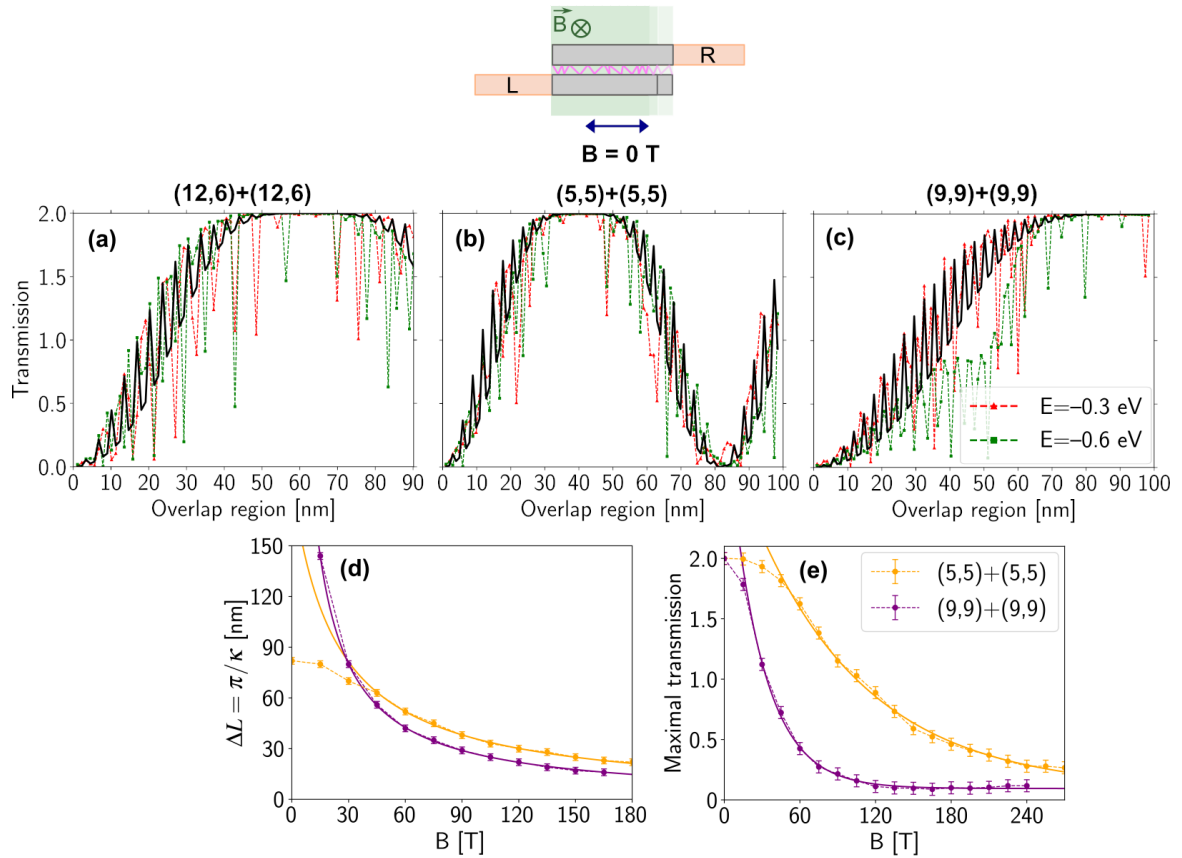 B
R
L
B = 0 T
(12,6)+(12,6)
(5,5)+(5,5)
(9,9)+(9,9)
(a)
(b)
(c)
Transmission
2.0
1.5
1.0
0.5
0.0
E=−0.3 eV
E=−0.6 eV
0 10 20 30 40 50 60 70 80 90
0 10 20 30 40 50 60 70 80 90 100
0 10 20 30 40 50 60 70 80 90 100
Overlap region [nm]
Overlap region [nm]
Overlap region [nm]
(d)
ΔL = π/κ [nm]
150
120
90
60
30
0
0 30 60 90 120 150 180
B [T]
(e)
(5,5)+(5,5)
(9,9)+(9,9)
Maximal transmission
2.0
1.5
1.0
0.5
0
0 60 120 180 240
B [T]